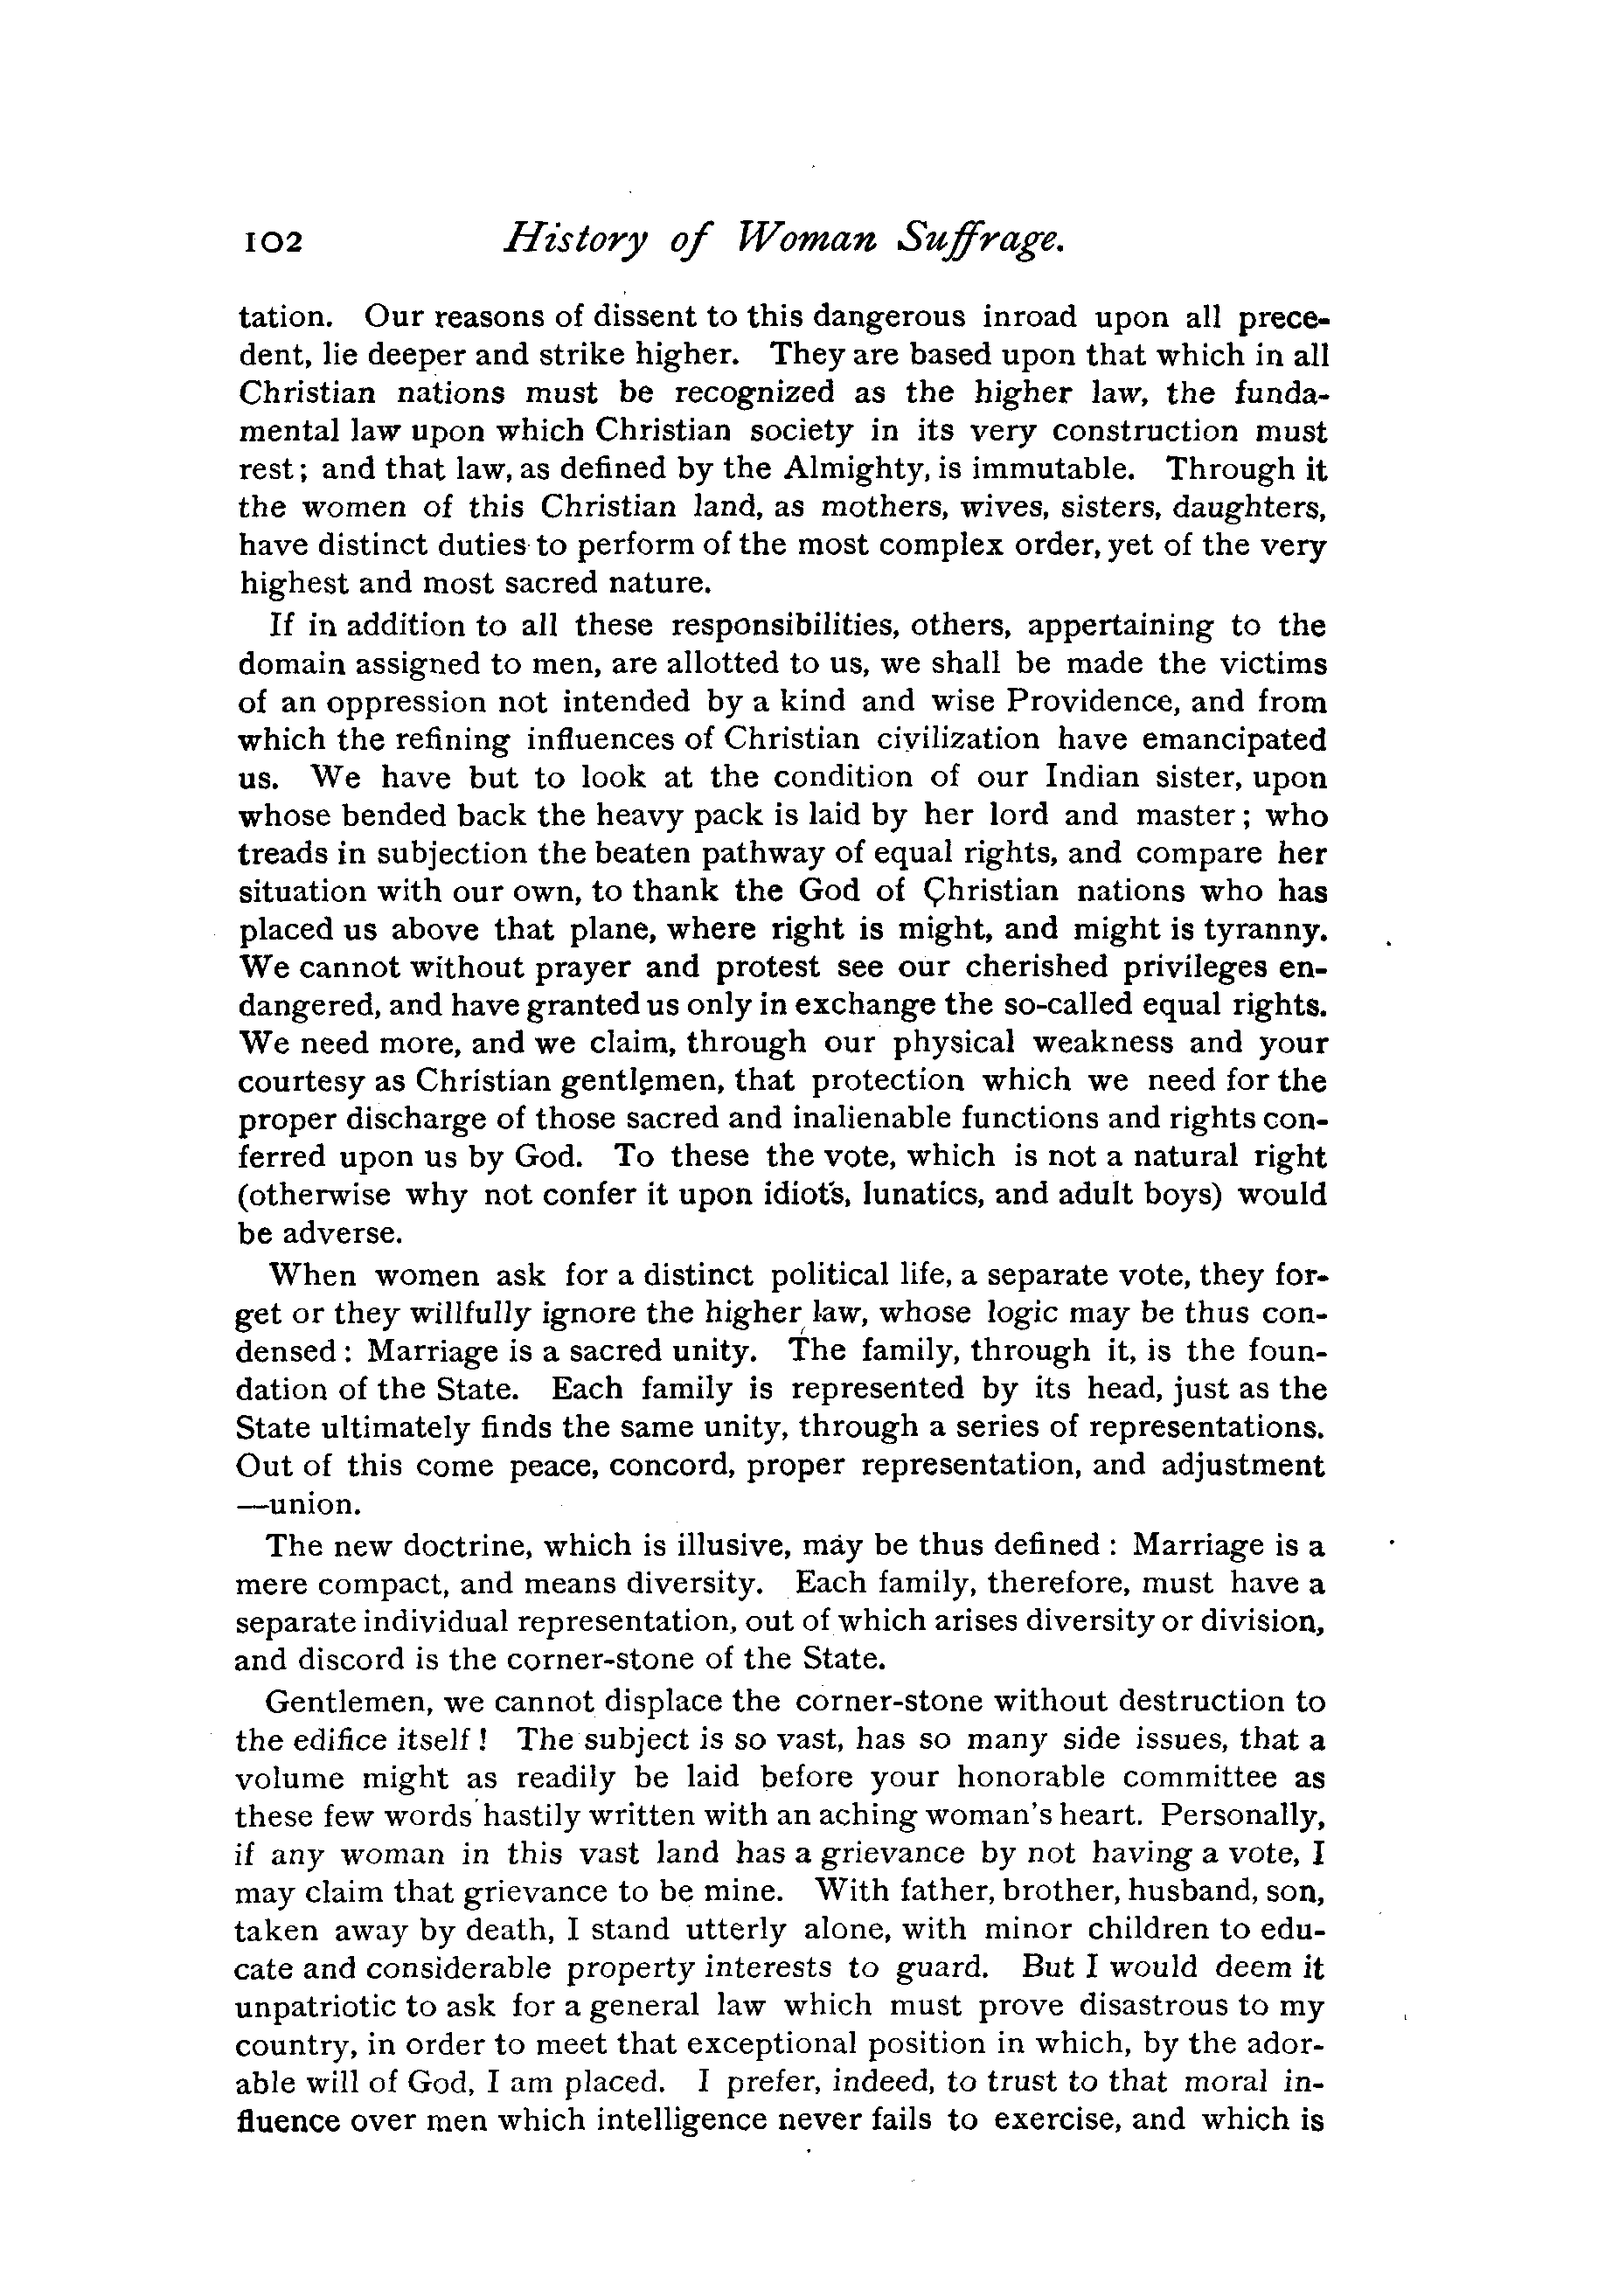 102 History of Woman Suffrage.
tation. Our reasons of dissent to this dangerous inroad upon all prece-
dent, lie deeper and strike higher. They are based upon that which in all
Christian nations must be recognized as the higher law, the funda-
mental law upon which Christian society in its very construction must
rest; and that law, as defined by the Almighty, is immutable. Through it
the women of this Christian land, as mothers, wives, sisters, daughters,
have distinct duties to perform of the most complex order, yet of the very
highest and most sacred nature.
If in addition to all these responsibilities, others, appertaining to the
domain assigned to men, are allotted to us, we shall be made the victims
of an oppression not intended by a kind and wise Providence, and from
which the refining influences of Christian civilization have emancipated
us. We have but to look at the condition of our Indian sister, upon
whose bended back the heavy pack is laid by her lord and master; who
treads in subjection the beaten pathway of equal rights, and compare her
situation with our own, to thank the God of Christian nations who has
placed us above that plane, where right is might, and might is tyranny.
We cannot without prayer and protest see our cherished privileges en-
dangered, and have granted us only in exchange the so-called equal rights.
We need more, and we claim, through our physical weakness and your
courtesy as Christian gentlemen, that protection which we need for the
proper discharge of those sacred and inalienable functions and rights con-
ferred upon us by God. To these the vote, which is not a natural right
(otherwise why not confer it upon idiots, lunatics, and adult boys) would
be adverse.
When women ask for a distinct political life, a separate vote, they for-
get or they willfully ignore the higher law, whose logic may be thus con-
densed: Marriage is a sacred unity. The family, through it, is the foun-
dation of the State. Each family is represented by its head, just as the
State ultimately finds the same unity, through a series of representations.
Out of this come peace, concord, proper representation, and adjustment
—union.
The new doctrine, which is illusive, may be thus defined: Marriage is a
mere compact, and means diversity. Each family, therefore, must have a
separate individual representation, out of which arises diversity or division,
and discord is the corner-stone of the State.
Gentlemen, we cannot displace the corner-stone without destruction to
the edifice itself! The subject is so vast, has so many side issues, that a
volume might as readily be laid before your honorable committee as
these few words hastily written with an aching woman's heart. Personally,
if any woman in this vast land has a grievance by not having a vote, I
may claim that grievance to be mine. With father, brother, husband, son,
taken away by death, I stand utterly alone, with minor children to edu-
cate and considerable property interests to guard. But I would deem it
unpatriotic to ask for a general law which must prove disastrous to my
country, in order to meet that exceptional position in which, by the ador-
able will of God, I am placed. I prefer, indeed, to trust to that moral in-
fluence over men which intelligence never fails to exercise, and which is